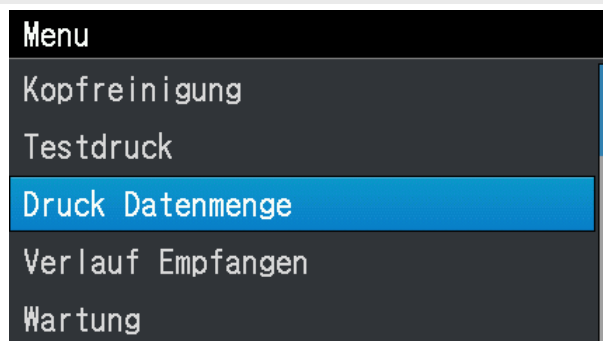 Menu
Kopfreinigung
Testdruck
Druck Datenmenge
Verlauf Empfangen
Wartung